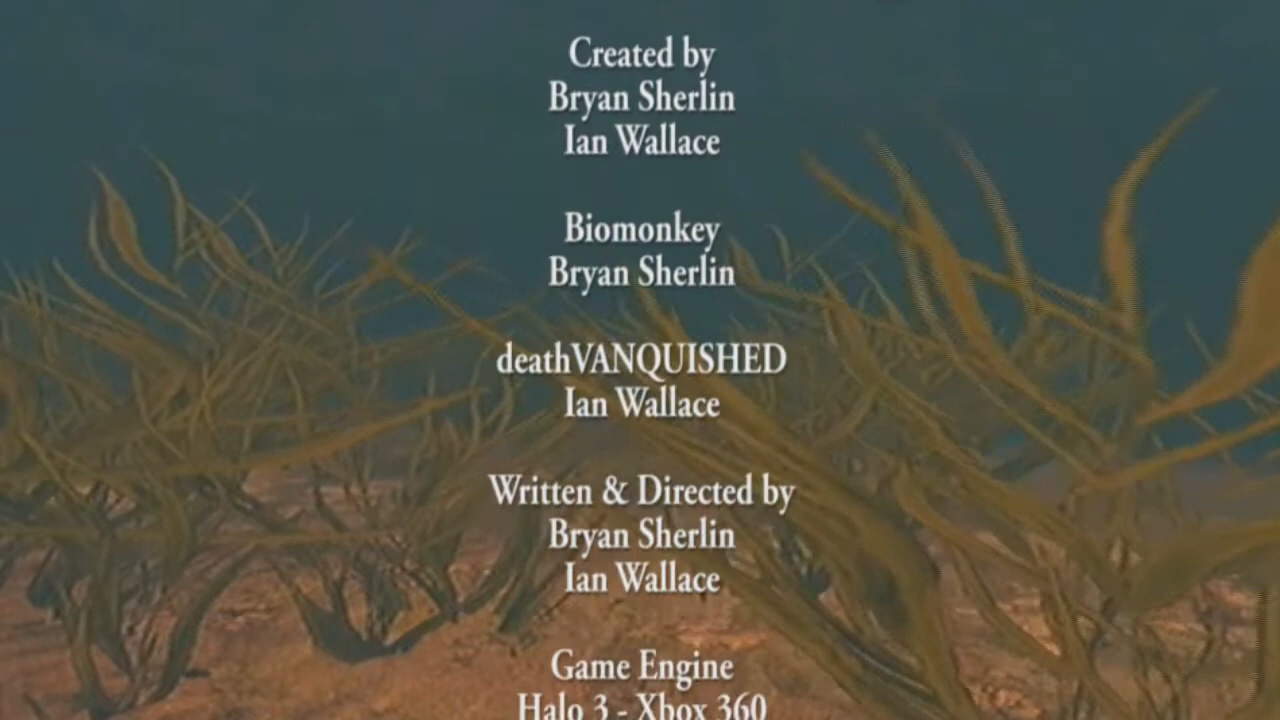 Created by
Bryan Sherlin
Ian Wallace
Biomonkey
Bryan Sherlin
deathVANQUISHED
Ian Wallace
Written & Directed by
Bryan Sherlin
Ian Wallace
Game Engine
Halo 3 - Xbox 360